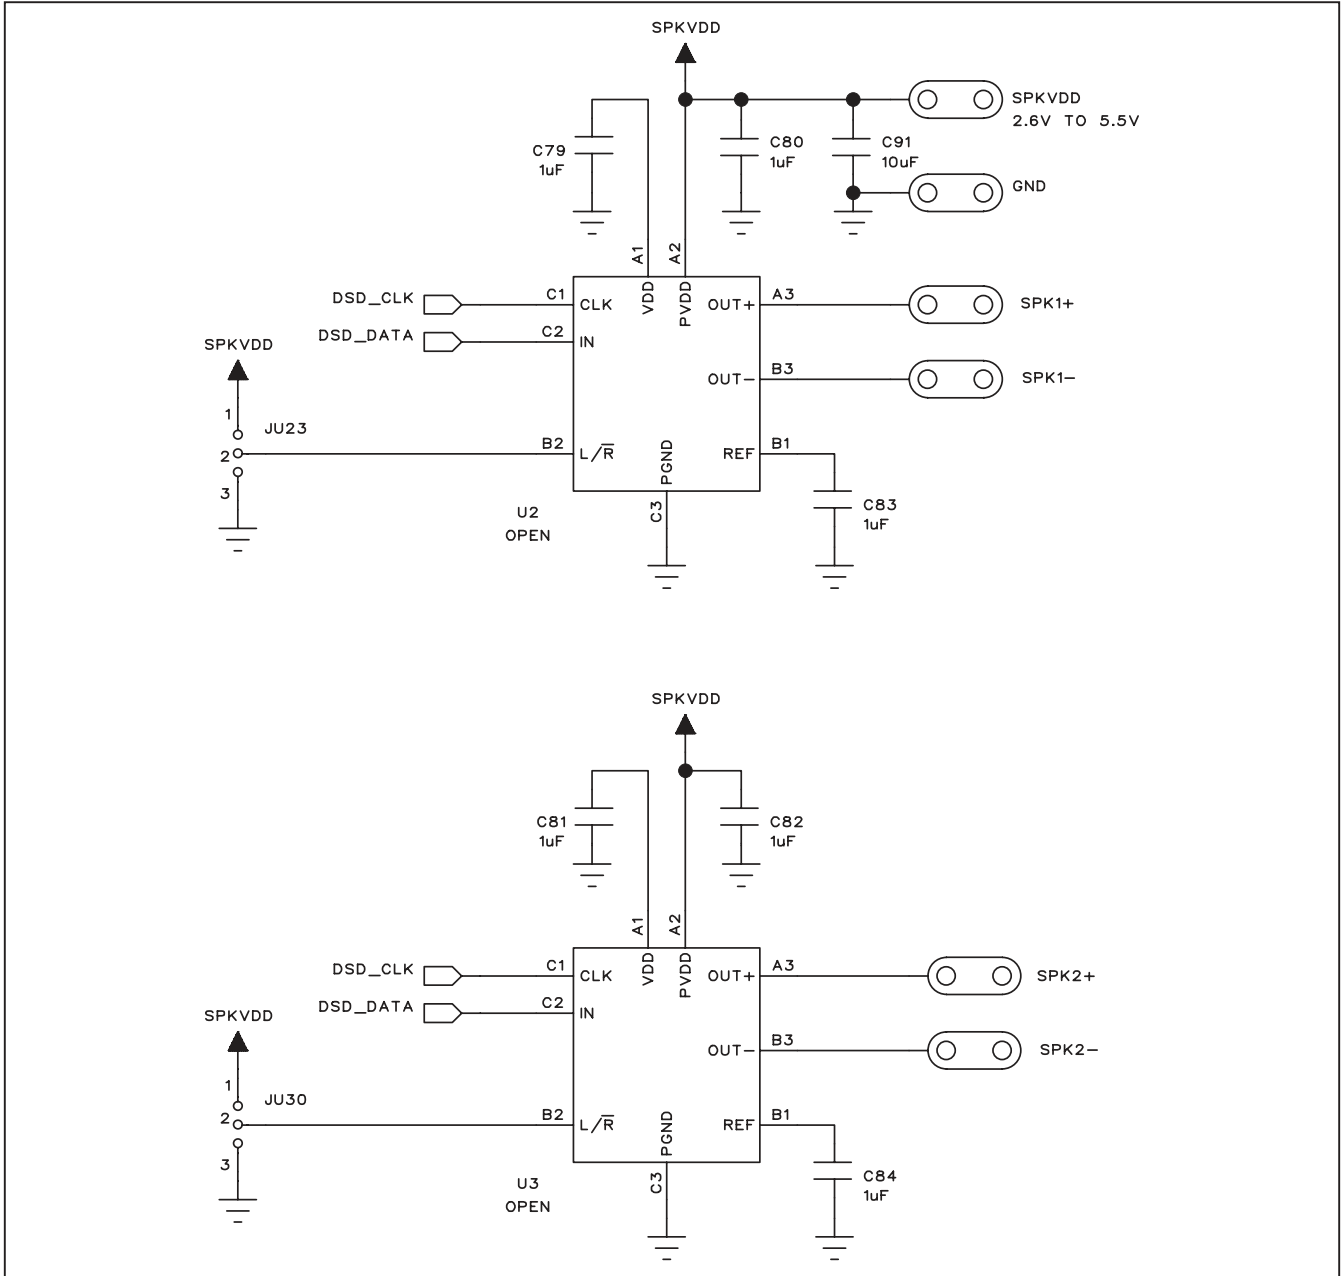 SPKVDD
SPKVDD
2.6V TO 5.5V
C79
1uF
C80
1uF
C91
10uF
GND
A1
A2
DSD_CLK
C1
CLK
VDD
PVDD
OUT+
A3
SPK1+
DSD_DATA
C2
IN
SPKVDD
OUT-
B3
SPK1-
1
JU23
2
B2
L/R̅
PGND
REF
B1
3
C3
C83
1uF
U2
OPEN
SPKVDD
C81
1uF
C82
1uF
A1
A2
DSD_CLK
C1
CLK
VDD
PVDD
OUT+
A3
SPK2+
DSD_DATA
C2
IN
SPKVDD
OUT-
B3
SPK2-
1
JU30
2
B2
L/R̅
PGND
REF
B1
3
C3
C84
1uF
U3
OPEN